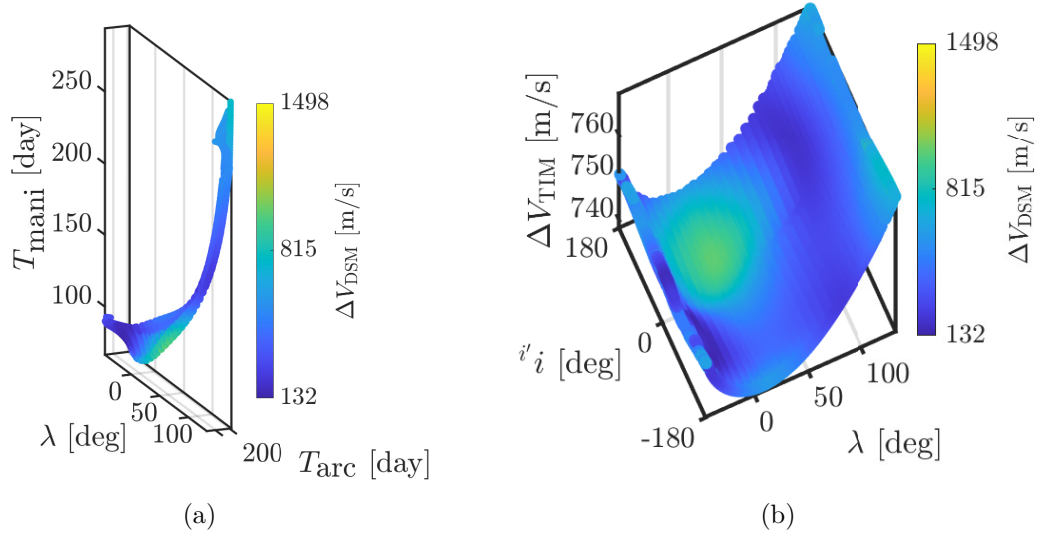 250
200
150
100
T_mani [day]
0
50
100
λ [deg]
200
T_arc [day]
1498
815
132
ΔV_DSM [m/s]
(a)
760
750
740
ΔV_TIM [m/s]
180
0
-180
i' i [deg]
0
50
100
λ [deg]
1498
815
132
ΔV_DSM [m/s]
(b)